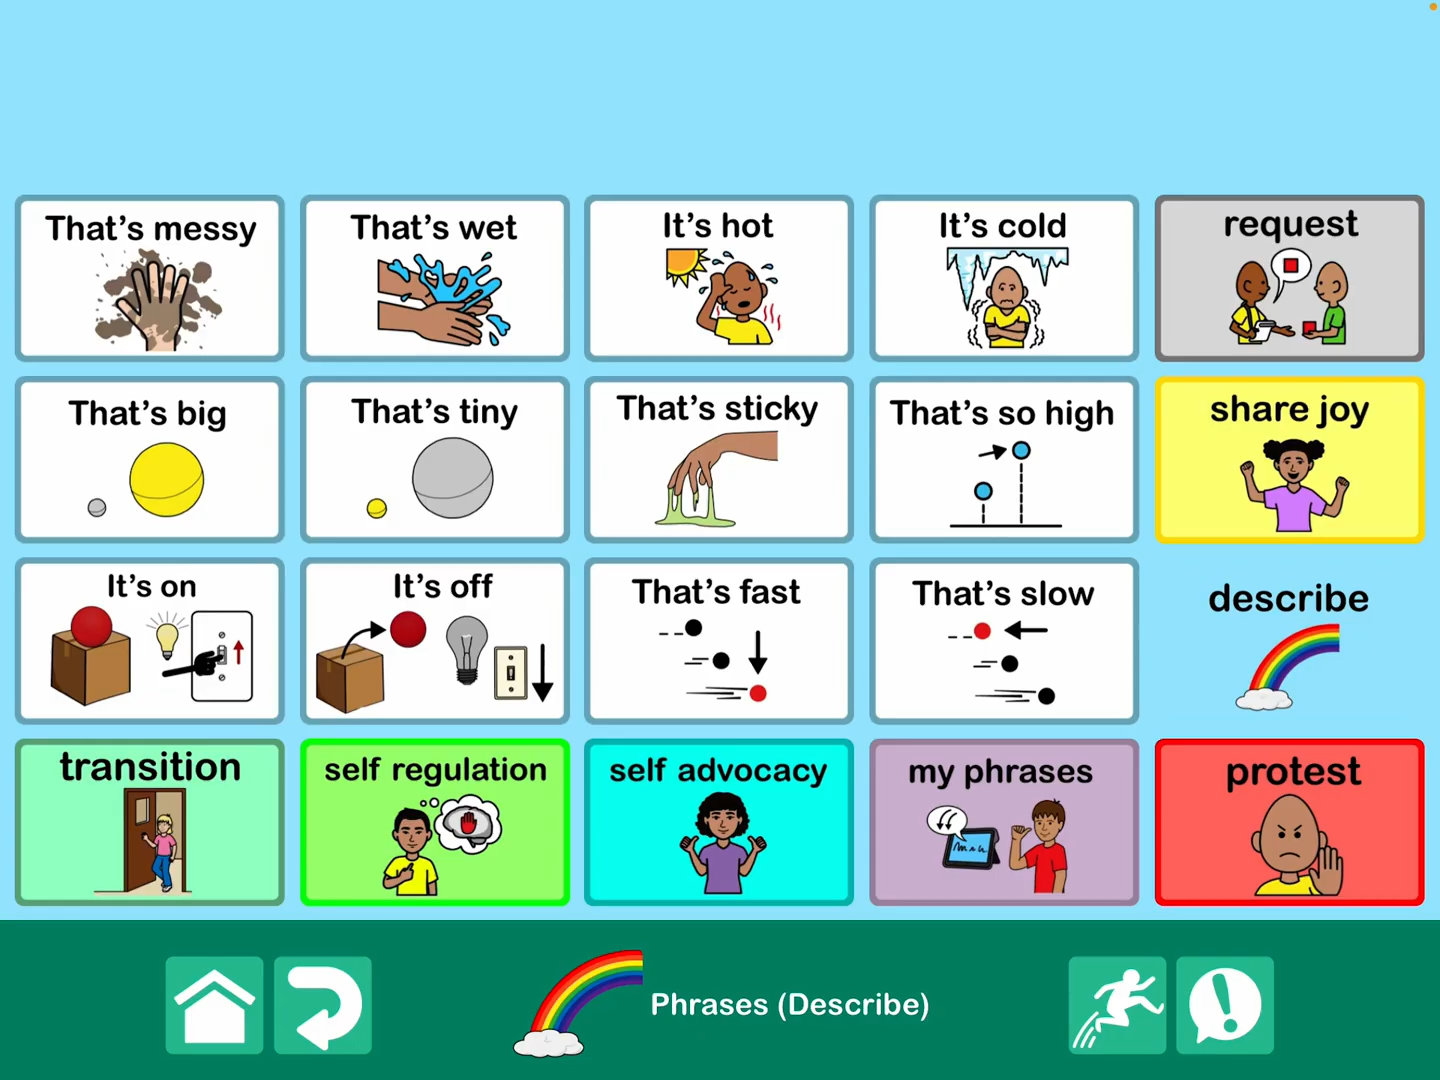 That's messy
That's wet
It's hot
It's cold
request
That's big
That's tiny
That's sticky
That's so high
share joy
It's on
It's off
That's fast
That's slow
describe
transition
self regulation
self advocacy
my phrases
protest
Phrases (Describe)